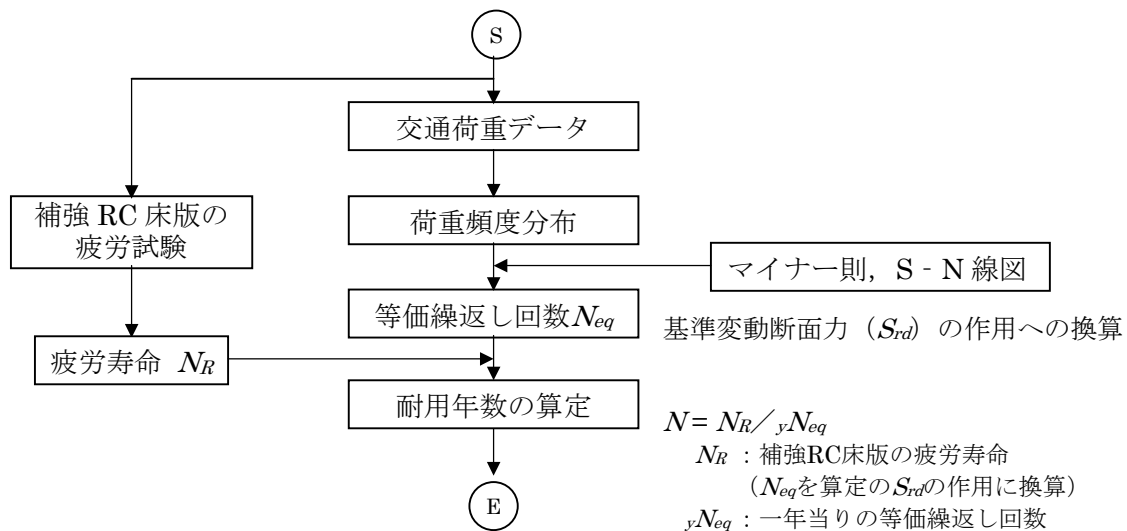 S
交通荷重データ
補強 RC 床版の
疲労試験
荷重頻度分布
マイナー則，S‐N 線図
等価繰返し回数Neq
基準変動断面力（Srd）の作用への換算
疲労寿命 NR
耐用年数の算定
N = NR／yNeq
NR：補強RC床版の疲労寿命
（Neqを算定のSrdの作用に換算）
E
yNeq：一年当りの等価繰返し回数